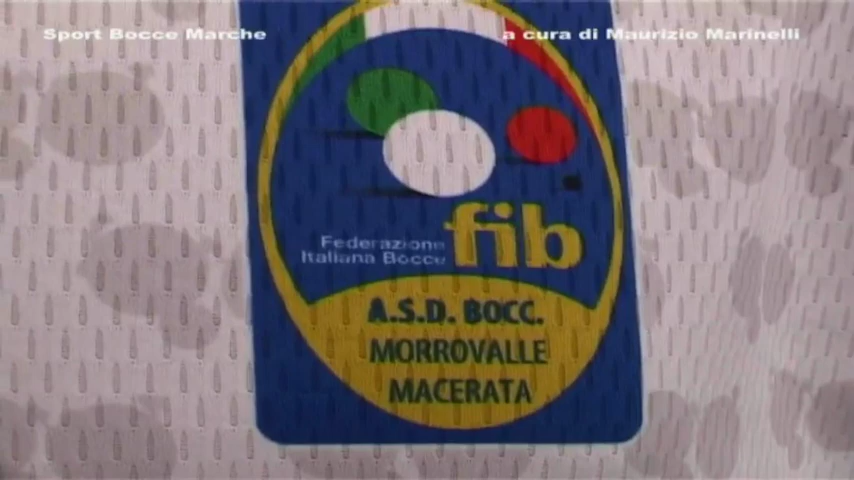 Sport Bocce Marche
a cura di Maurizio Marinelli
Federazione
Italiana Bocce
fib
A.S.D. BOCC.
MORROVALLE
MACERATA